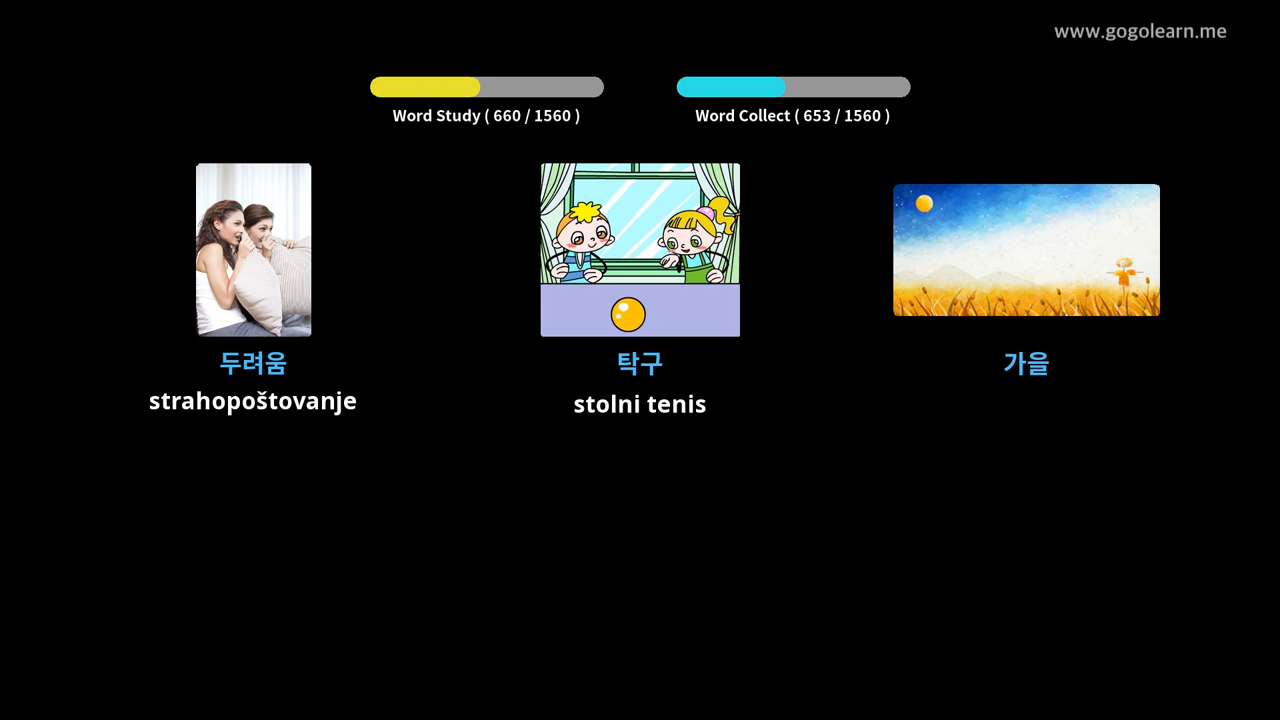 www.gogolearn.me
Word Study ( 660 / 1560 )
Word Collect ( 653 / 1560 )
두려움
탁구
가을
strahopoštovanje
stolni tenis